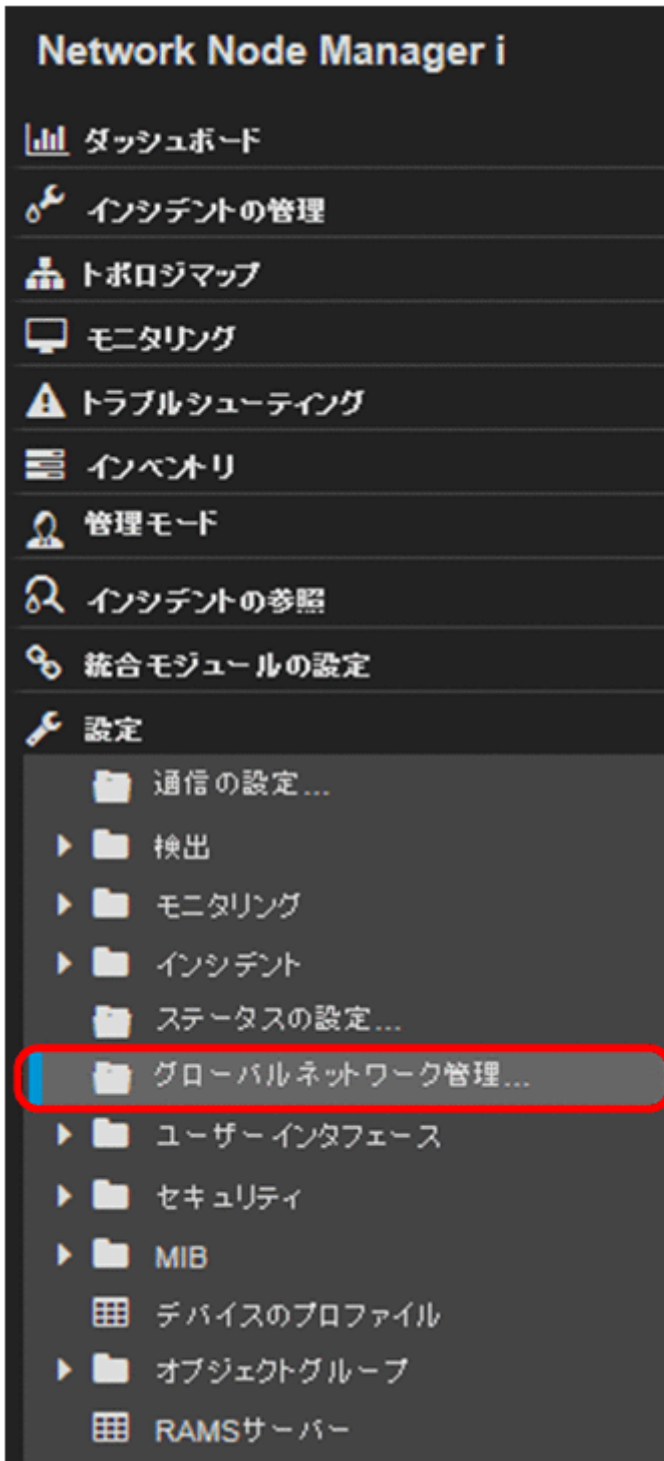 Network Node Manager i
ダッシュボード
インシデントの管理
トポロジマップ
モニタリング
トラブルシューティング
インベントリ
管理モード
インシデントの参照
統合モジュールの設定
設定
通信の設定...
検出
モニタリング
インシデント
ステータスの設定...
グローバルネットワーク管理...
ユーザーインタフェース
セキュリティ
MIB
デバイスのプロファイル
オブジェクトグループ
RAMSサーバー